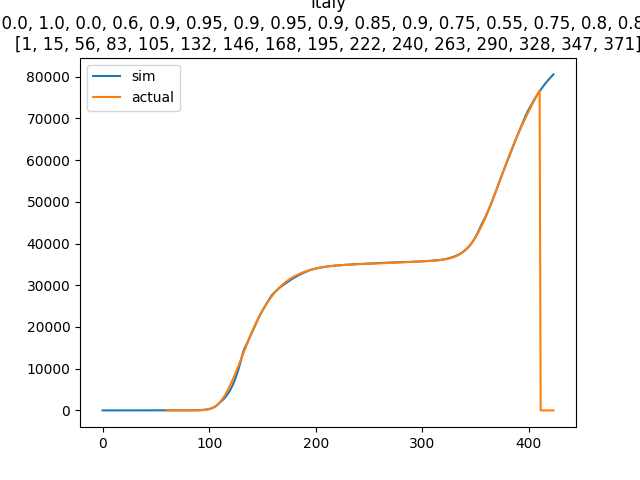 Italy
0.0, 1.0, 0.0, 0.6, 0.9, 0.95, 0.9, 0.95, 0.9, 0.85, 0.9, 0.75, 0.55, 0.75, 0.8, 0.8
[1, 15, 56, 83, 105, 132, 146, 168, 195, 222, 240, 263, 290, 328, 347, 371]
sim
actual
80000
70000
60000
50000
40000
30000
20000
10000
0
0 100 200 300 400